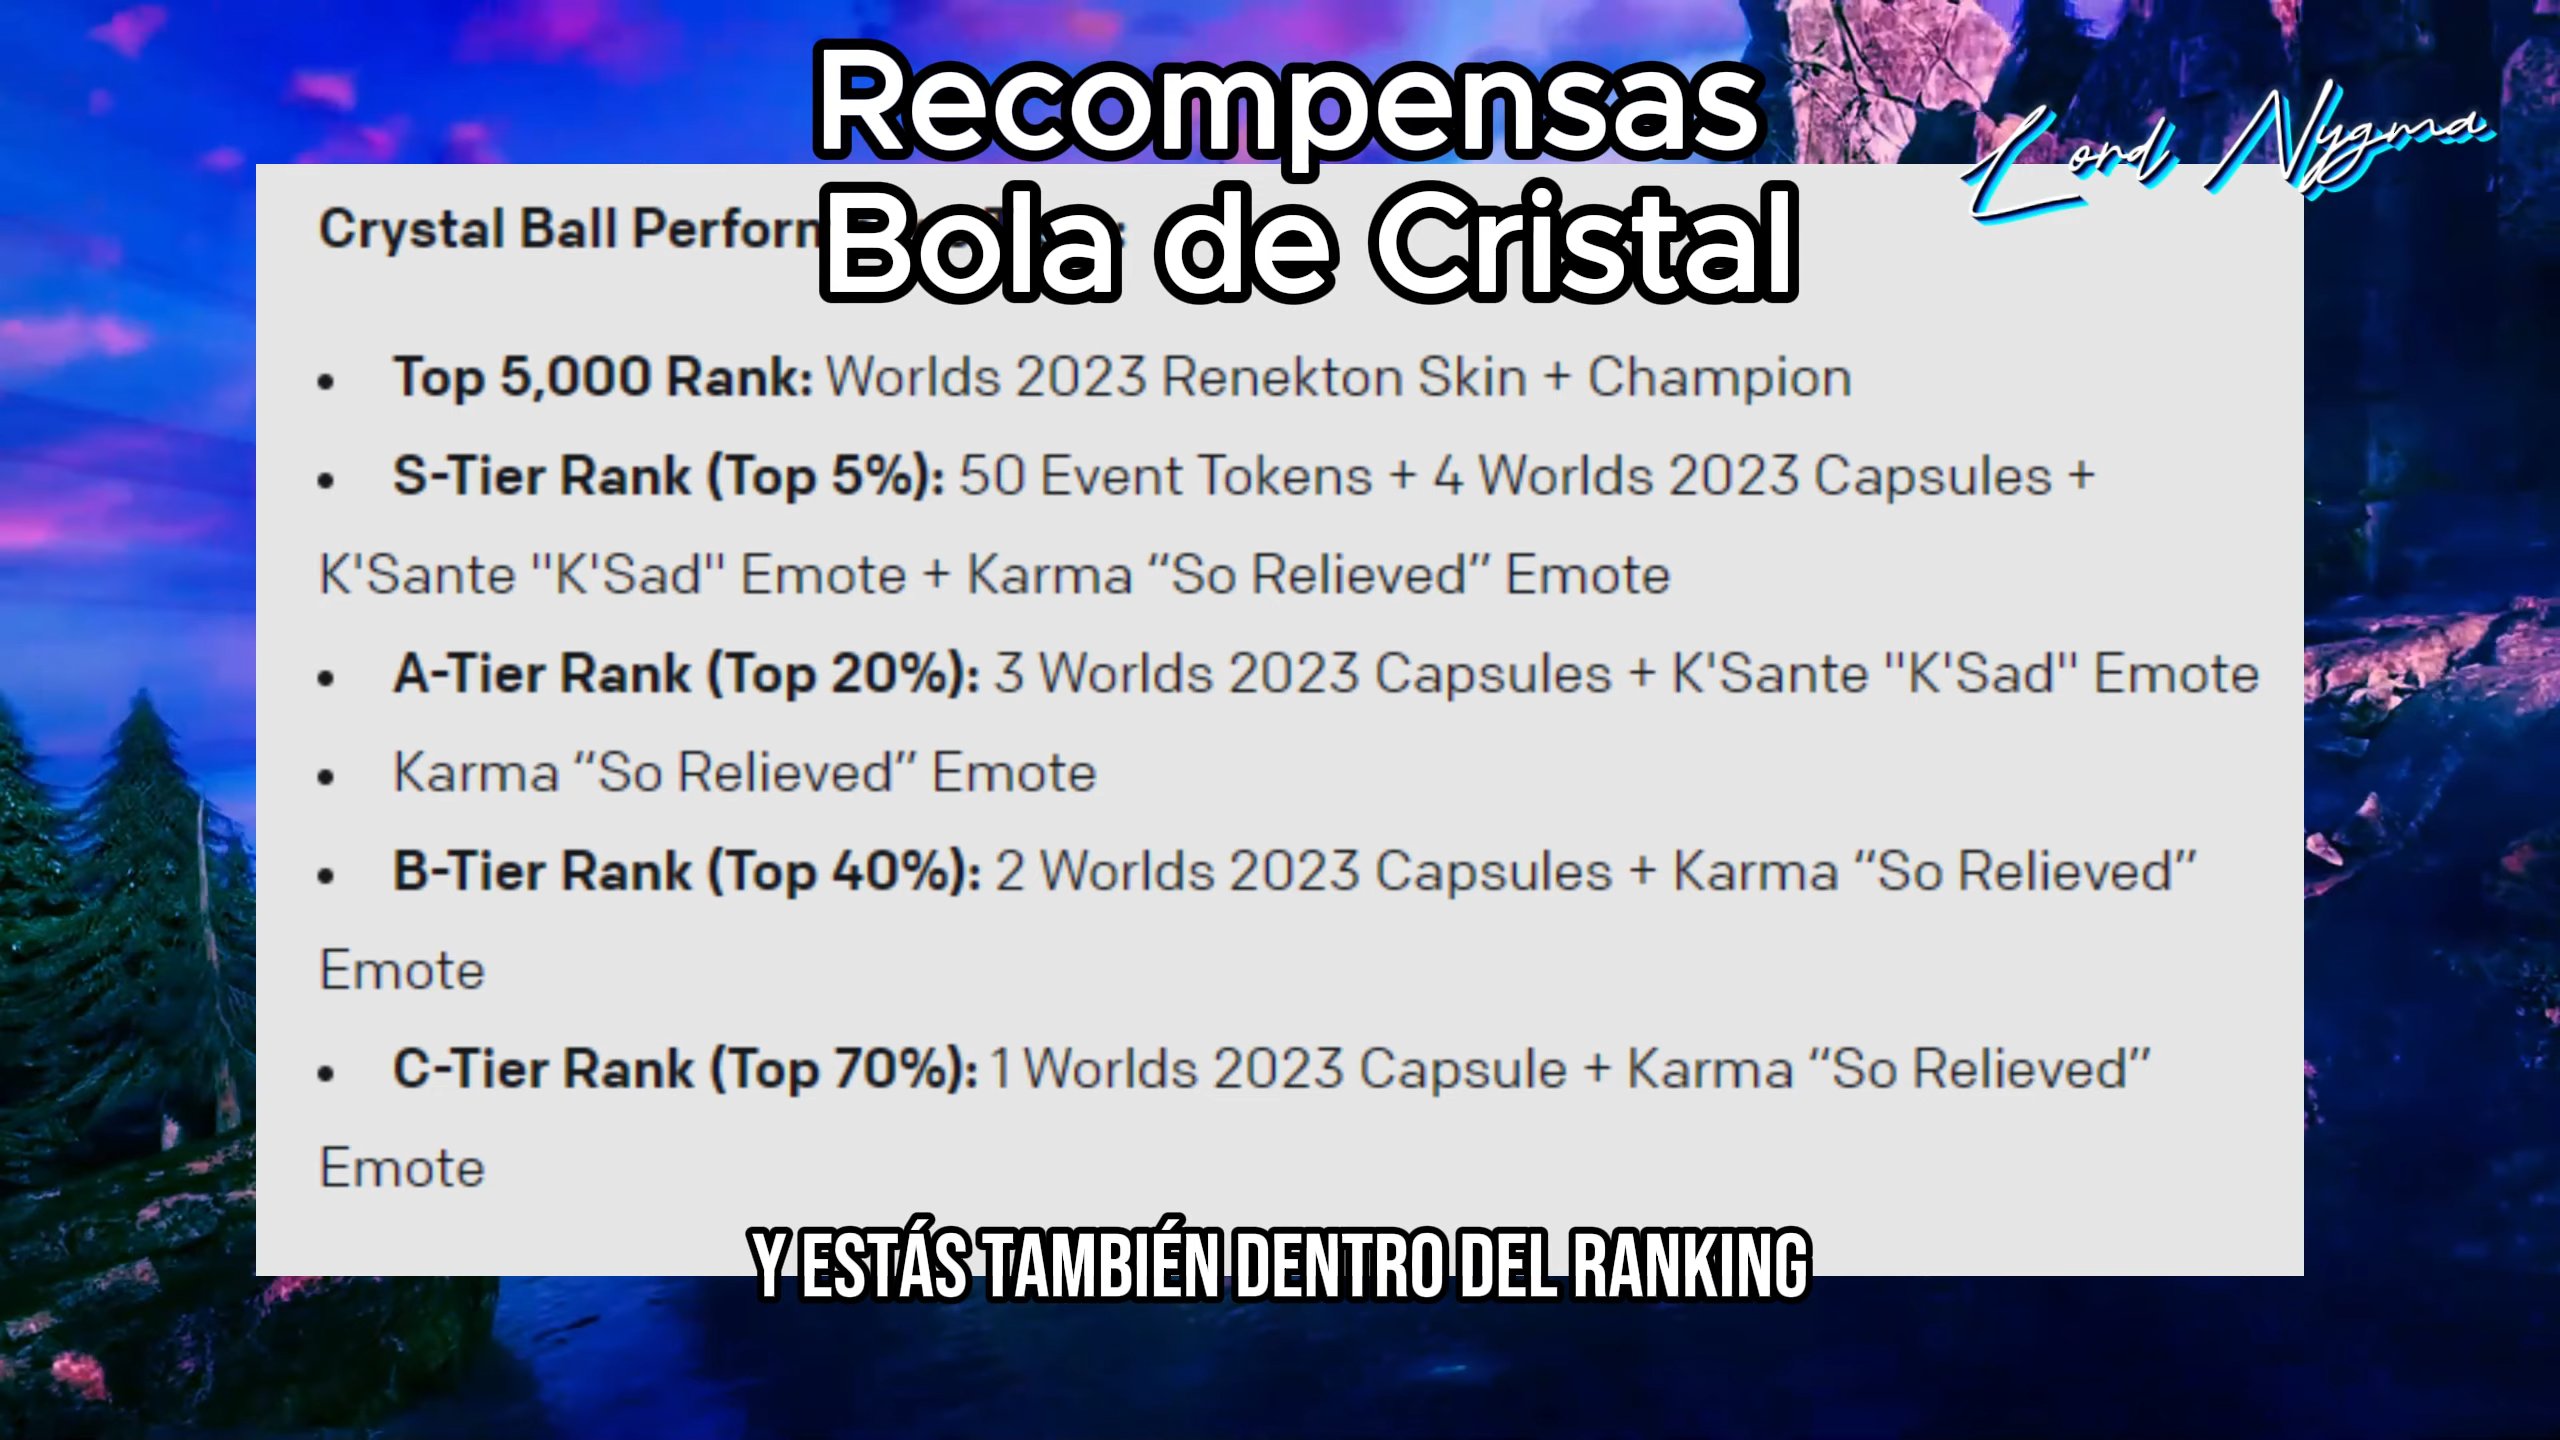 Recompensas
Bola de Cristal
Lord Nygma
Crystal Ball
• Top 5,000 Rank: Worlds 2023 Renekton Skin + Champion
• S-Tier Rank (Top 5%): 50 Event Tokens + 4 Worlds 2023 Capsules +
K'Sante "K'Sad" Emote + Karma “So Relieved” Emote
• A-Tier Rank (Top 20%): 3 Worlds 2023 Capsules + K'Sante "K'Sad" Emote
• Karma “So Relieved” Emote
• B-Tier Rank (Top 40%): 2 Worlds 2023 Capsules + Karma “So Relieved”
Emote
• C-Tier Rank (Top 70%): 1 Worlds 2023 Capsule + Karma “So Relieved”
Emote
Y ESTÁS TAMBIÉN DENTRO DEL RANKING